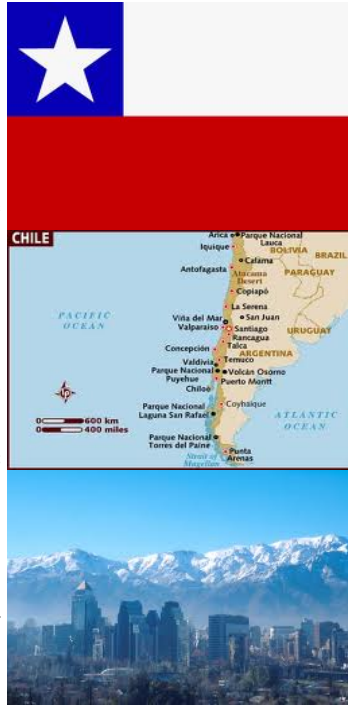 CHILE
Arica Parque Nacional
Lauca
Iquique
BOLIVIA
BRAZIL
Calama
PARAGUAY
Antofagasta
Atacama
Desert
Copiapó
PACIFIC
OCEAN
La Serena
Viña del Mar
San Juan
Valparaiso
Santiago
URUGUAY
Rancagua
Talca
Concepción
ARGENTINA
Valdivia
Temuco
Parque Nacional
Puyehue
Volcán Osorno
Puerto Montt
Chiloé
Coyhaique
Parque Nacional
Laguna San Rafael
ATLANTIC
OCEAN
0 600 km
0 400 miles
Parque Nacional
Torres del Paine
Strait of
Magellan
Punta
Arenas